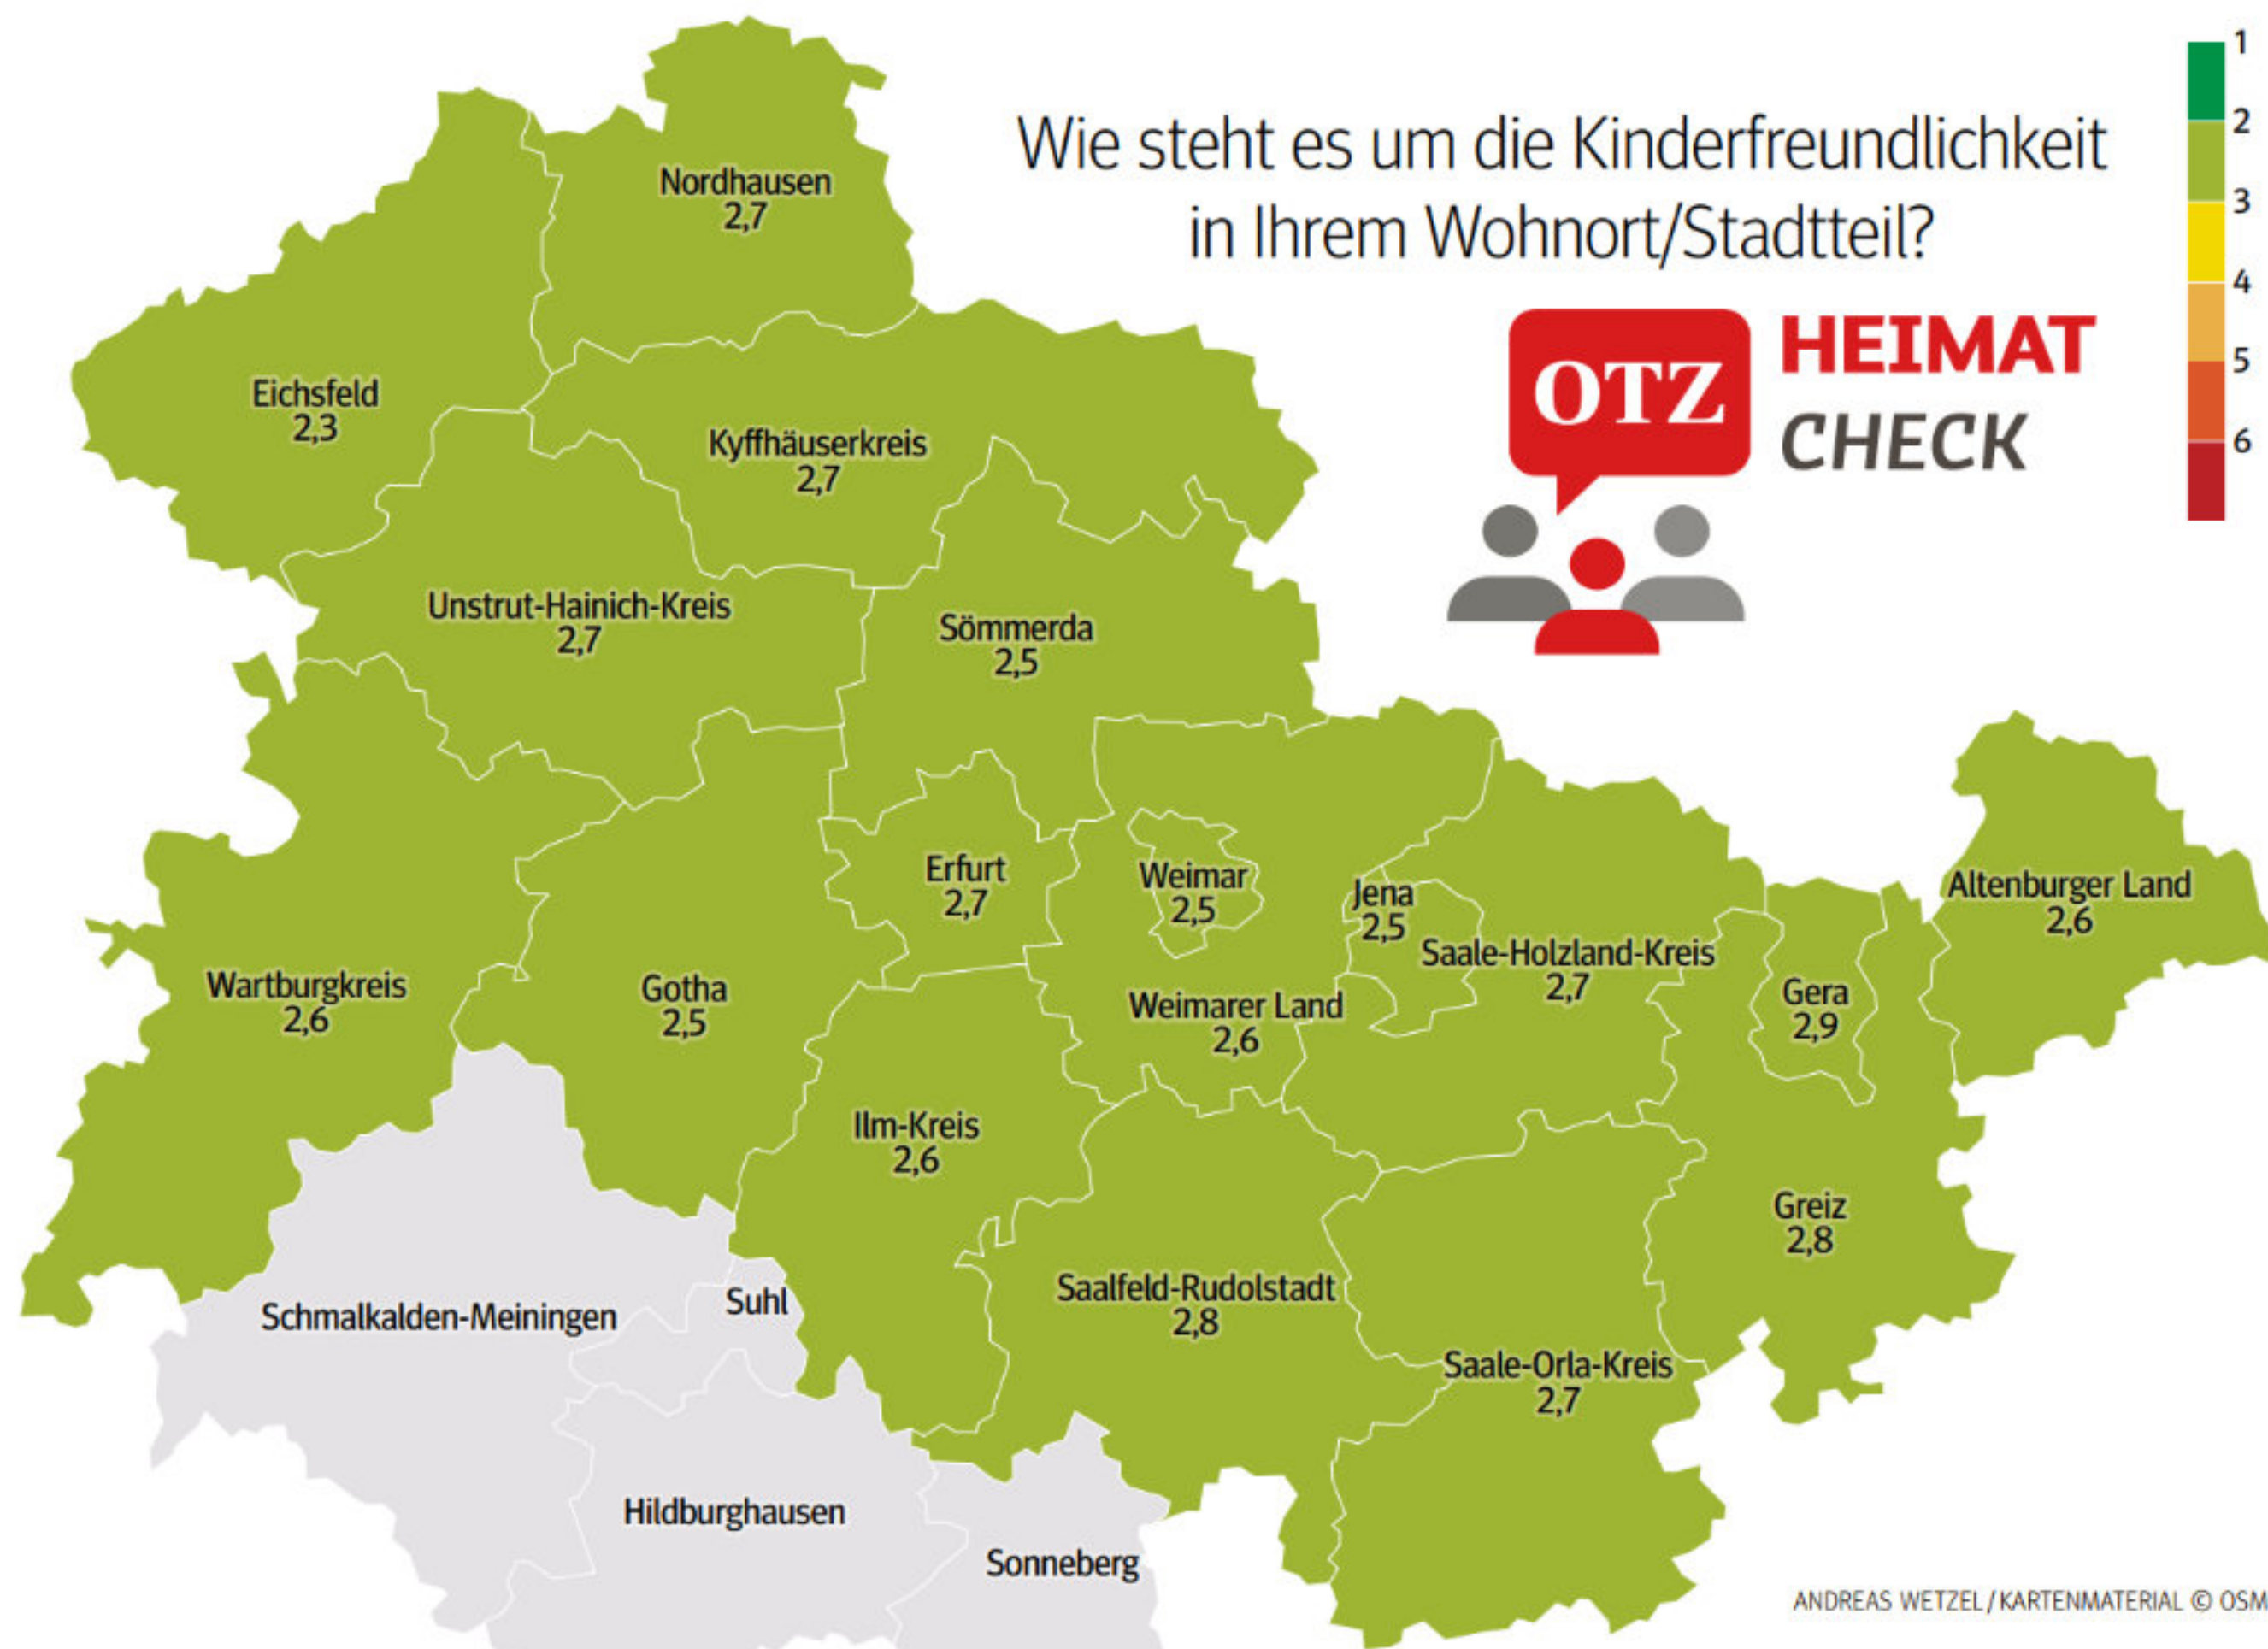 Wie steht es um die Kinderfreundlichkeit
in Ihrem Wohnort/Stadtteil?
1
2
3
4
5
6
OTZ
HEIMAT
CHECK
Nordhausen
2,7
Eichsfeld
2,3
Kyffhäuserkreis
2,7
Unstrut-Hainich-Kreis
2,7
Sömmerda
2,5
Erfurt
2,7
Weimar
2,5
Jena
2,5
Altenburger Land
2,6
Saale-Holzland-Kreis
2,7
Wartburgkreis
2,6
Gotha
2,5
Weimarer Land
2,6
Gera
2,9
Ilm-Kreis
2,6
Greiz
2,8
Saalfeld-Rudolstadt
2,8
Suhl
Schmalkalden-Meiningen
Saale-Orla-Kreis
2,7
Hildburghausen
Sonneberg
ANDREAS WETZEL/KARTENMATERIAL © OSM